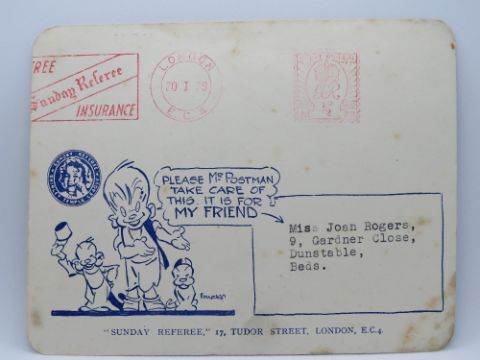 FREE
Sunday Referee
INSURANCE
LONDON
E.C.4.
PLEASE MR POSTMAN
TAKE CARE OF
THIS. IT IS FOR
MY FRIEND
Miss Joan Rogers,
9, Gardner Close,
Dunstable,
Beds.
"SUNDAY REFEREE," 17, TUDOR STREET, LONDON, E.C.4.